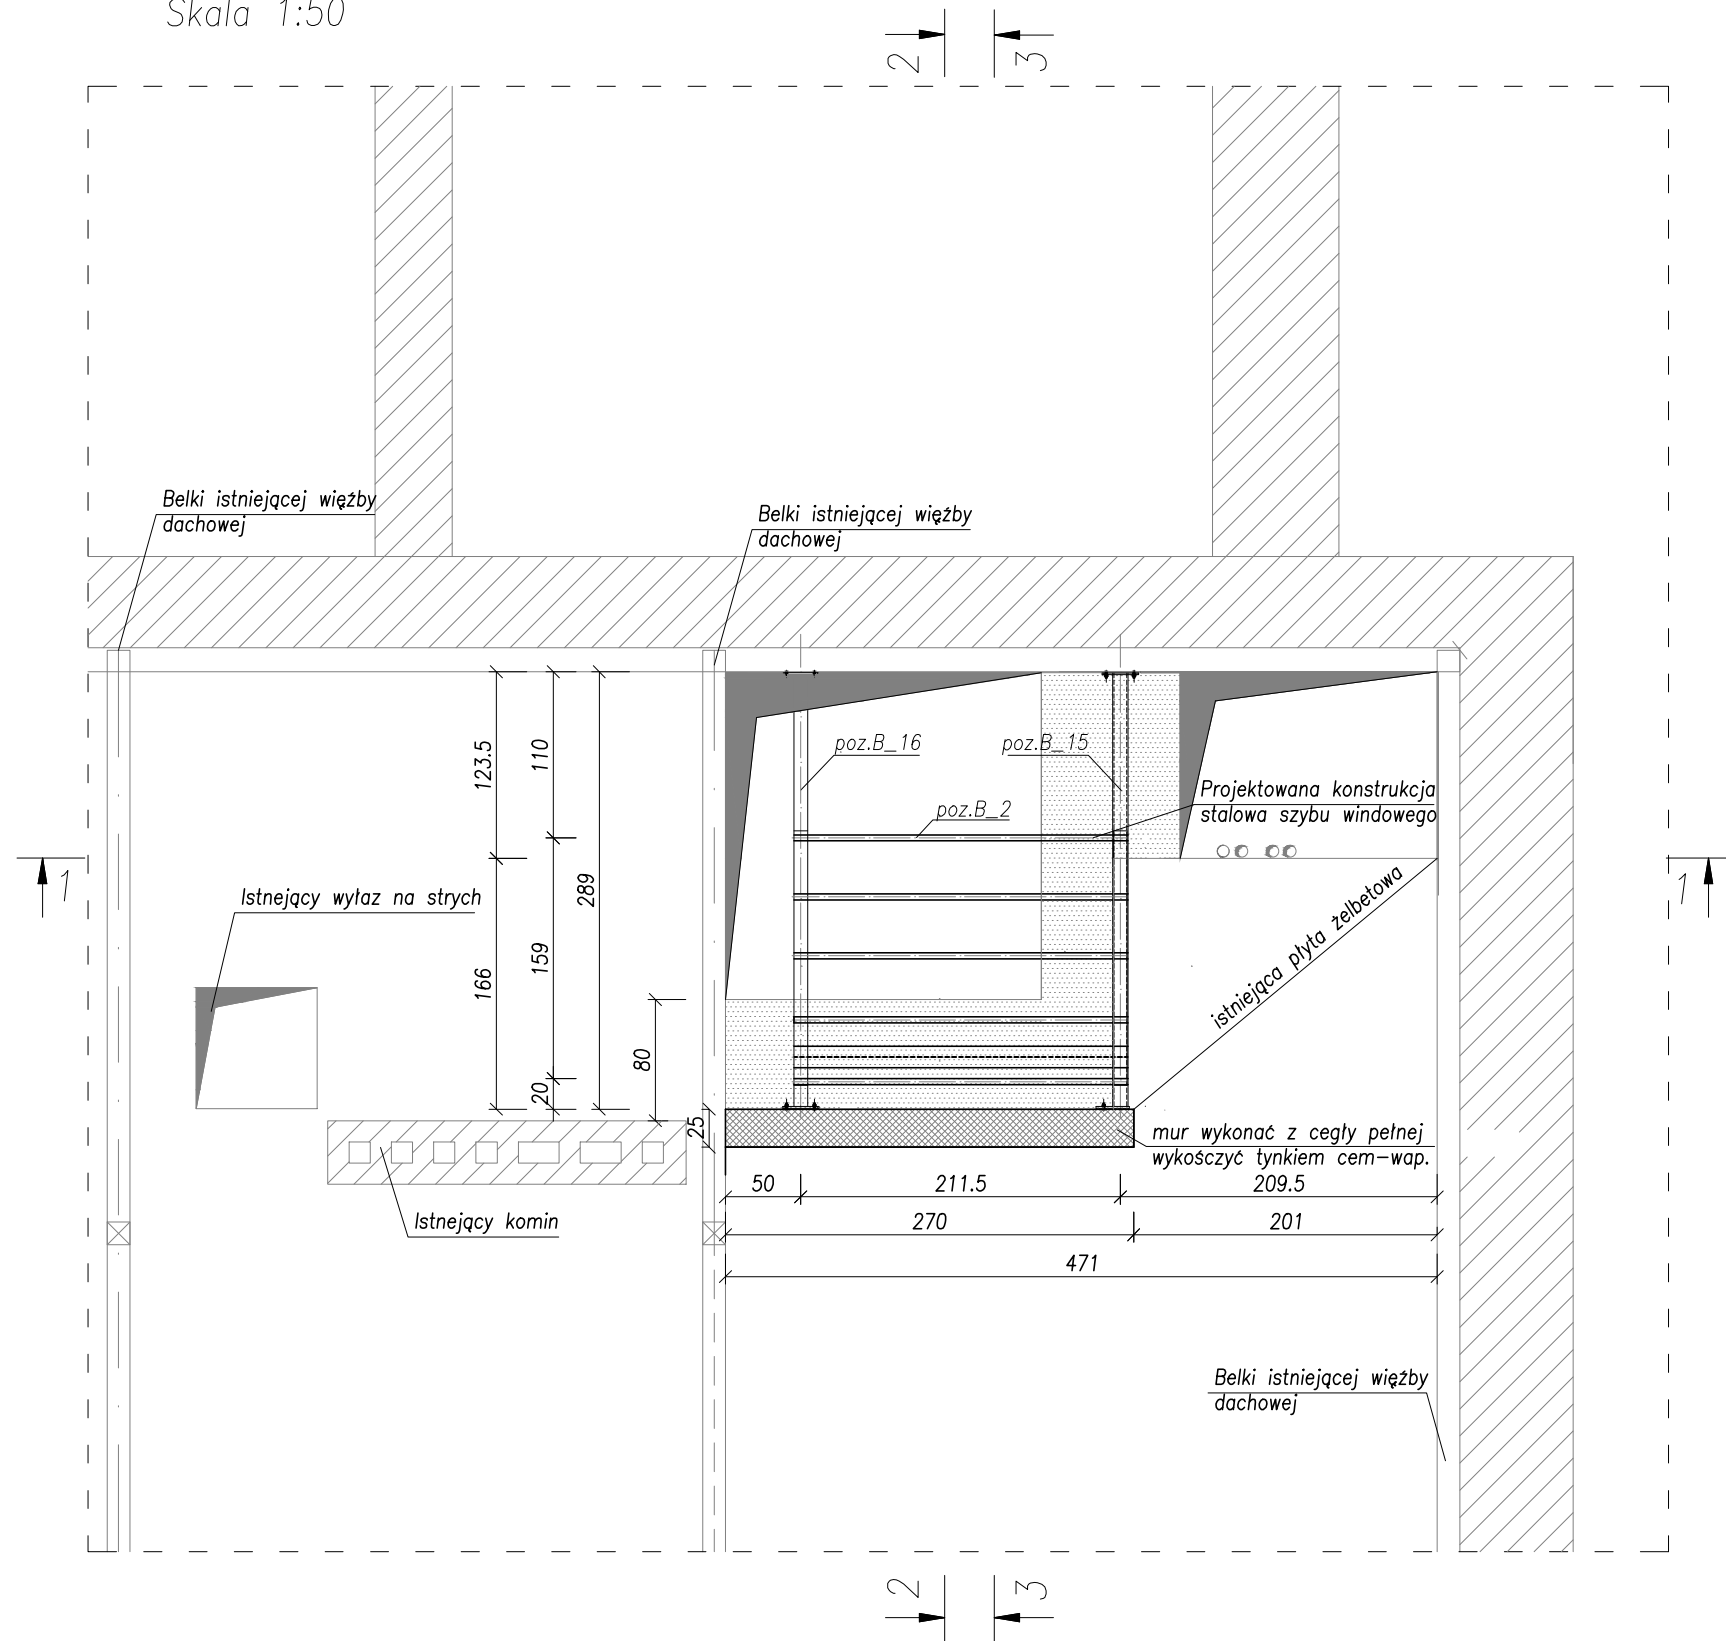 Skala 1:50
2
3
Belki istniejącej więźby
dachowej
Belki istniejącej więźby
dachowej
123.5
110
289
poz.B_16
poz.B_15
poz.B_2
Projektowana konstrukcja
stalowa szybu windowego
1
1
Istnejący wyłaz na strych
166
159
80
20
25
istniejąca płyta żelbetowa
mur wykonać z cegły pełnej
wykośczyć tynkiem cem-wap.
50
211.5
209.5
Istnejący komin
270
201
471
Belki istniejącej więźby
dachowej
2
3